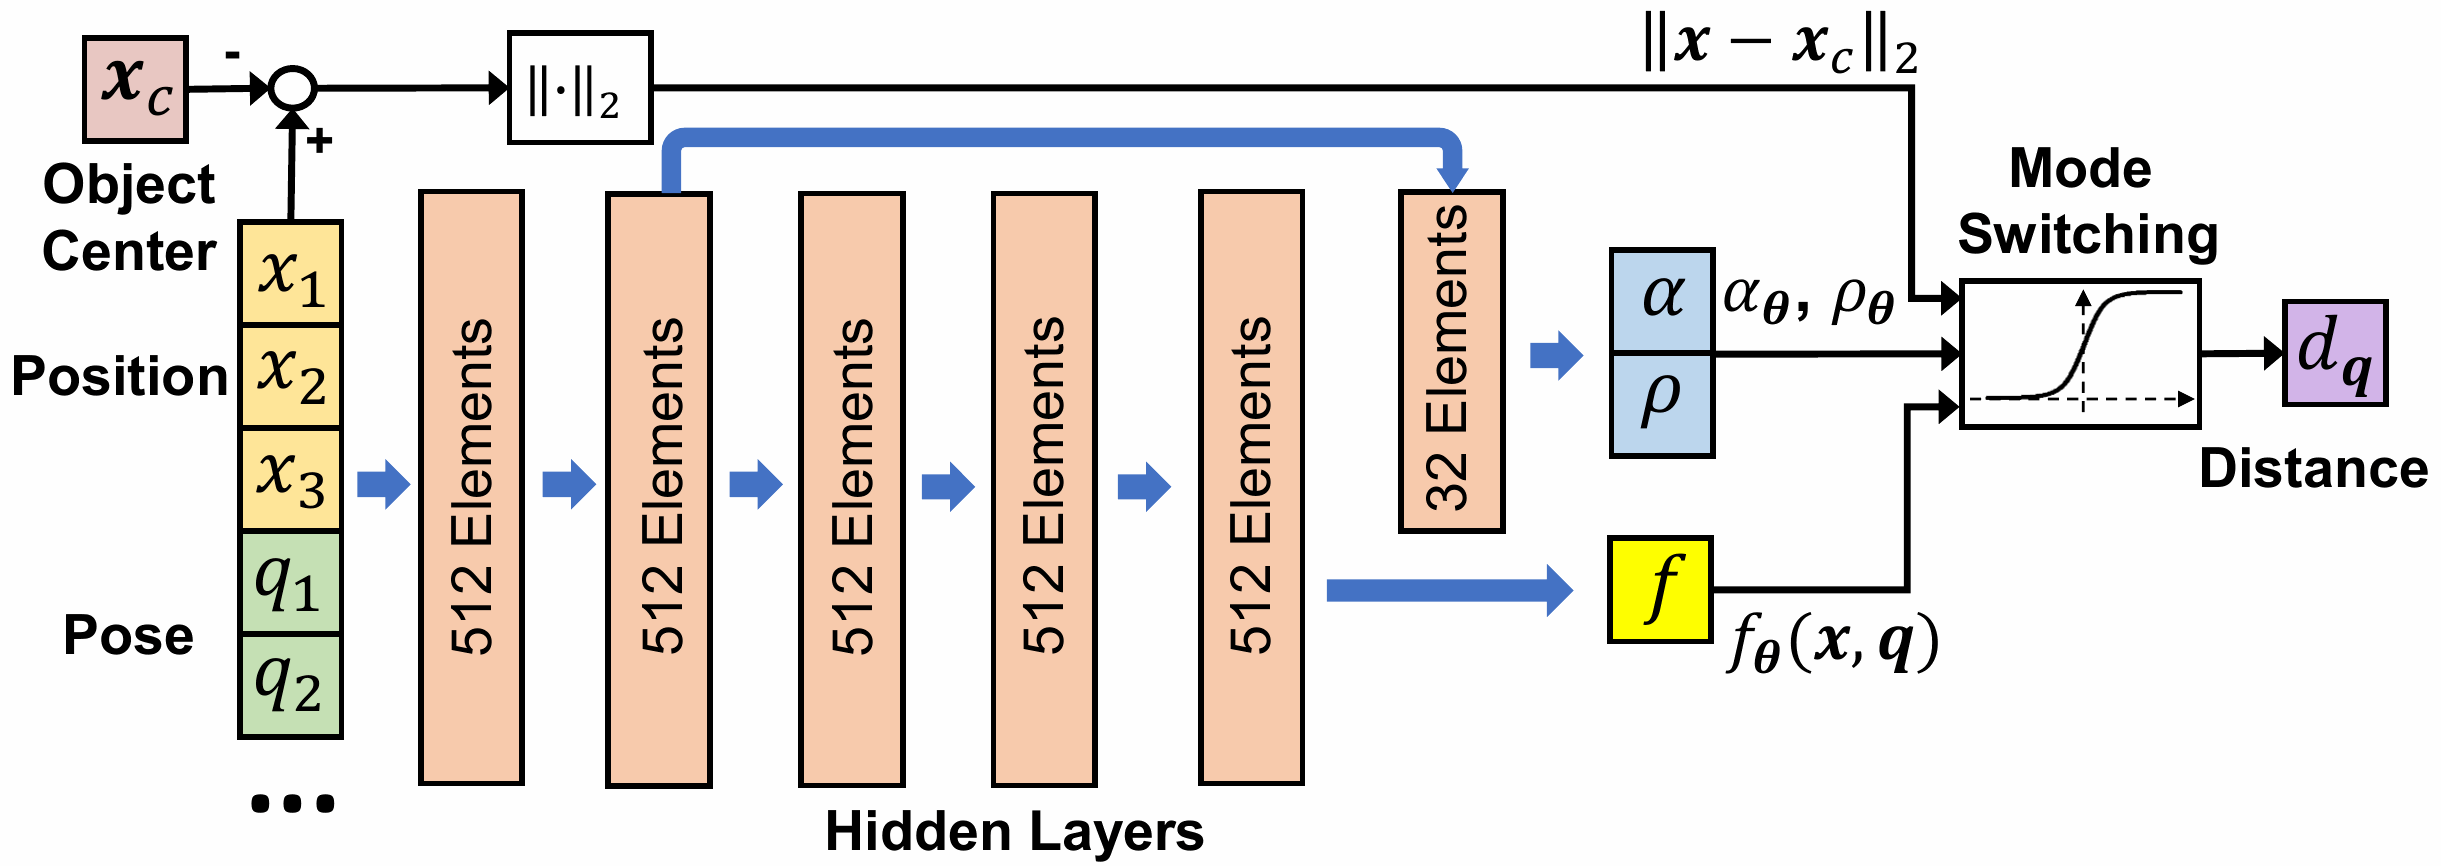 𝒙_c
-
+
‖·‖₂
‖𝒙 − 𝒙_c‖₂
Object
Center
Position
Pose
x₁
x₂
x₃
q₁
q₂
...
512 Elements
512 Elements
512 Elements
512 Elements
512 Elements
32 Elements
Hidden Layers
α
ρ
α_𝜽, ρ_𝜽
f
f_𝜽(𝒙, 𝒒)
Mode
Switching
d_𝒒
Distance